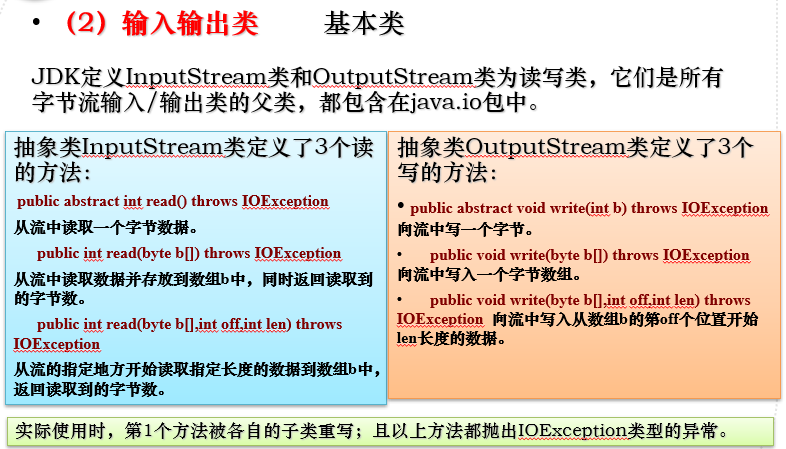 • （2）输入输出类 基本类
JDK定义InputStream类和OutputStream类为读写类，它们是所有
字节流输入/输出类的父类，都包含在java.io包中。
抽象类InputStream类定义了3个读
的方法：
public abstract int read() throws IOException
从流中读取一个字节数据。
public int read(byte b[]) throws IOException
从流中读取数据并存放到数组b中，同时返回读取到
的字节数。
public int read(byte b[],int off,int len) throws
IOException
从流的指定地方开始读取指定长度的数据到数组b中，
返回读取到的字节数。
抽象类OutputStream类定义了3个
写的方法：
• public abstract void write(int b) throws IOException
向流中写一个字节。
• public void write(byte b[]) throws IOException
向流中写入一个字节数组。
• public void write(byte b[],int off,int len) throws
IOException 向流中写入从数组b的第off个位置开始
len长度的数据。
实际使用时，第1个方法被各自的子类重写；且以上方法都抛出IOException类型的异常。